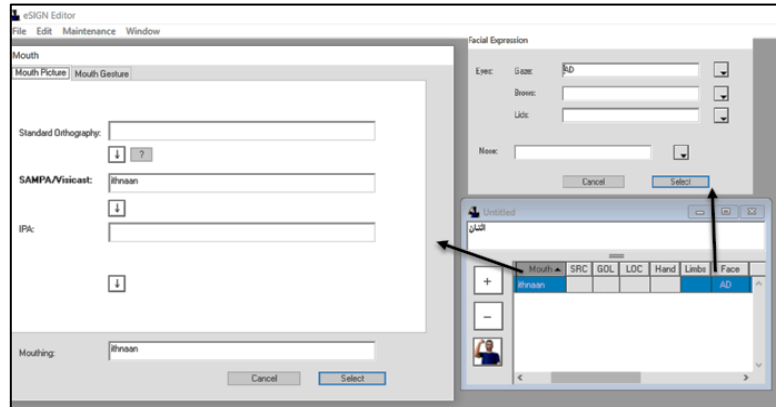 eSIGN Editor
File Edit Maintenance Window
Mouth
Mouth Picture Mouth Gesture
Standard Orthography:
↓ ?
SAMPA/Visicast: ithnaan
↓
IPA:
↓
Mouthing: ithnaan
Cancel Select
Facial Expression
Eyes: Gaze: AD
Brows:
Lids:
Nose:
Cancel Select
Untitled
اثنان
Mouth SRC GOL LOC Hand Limbs Face
+ ithnaan AD
−